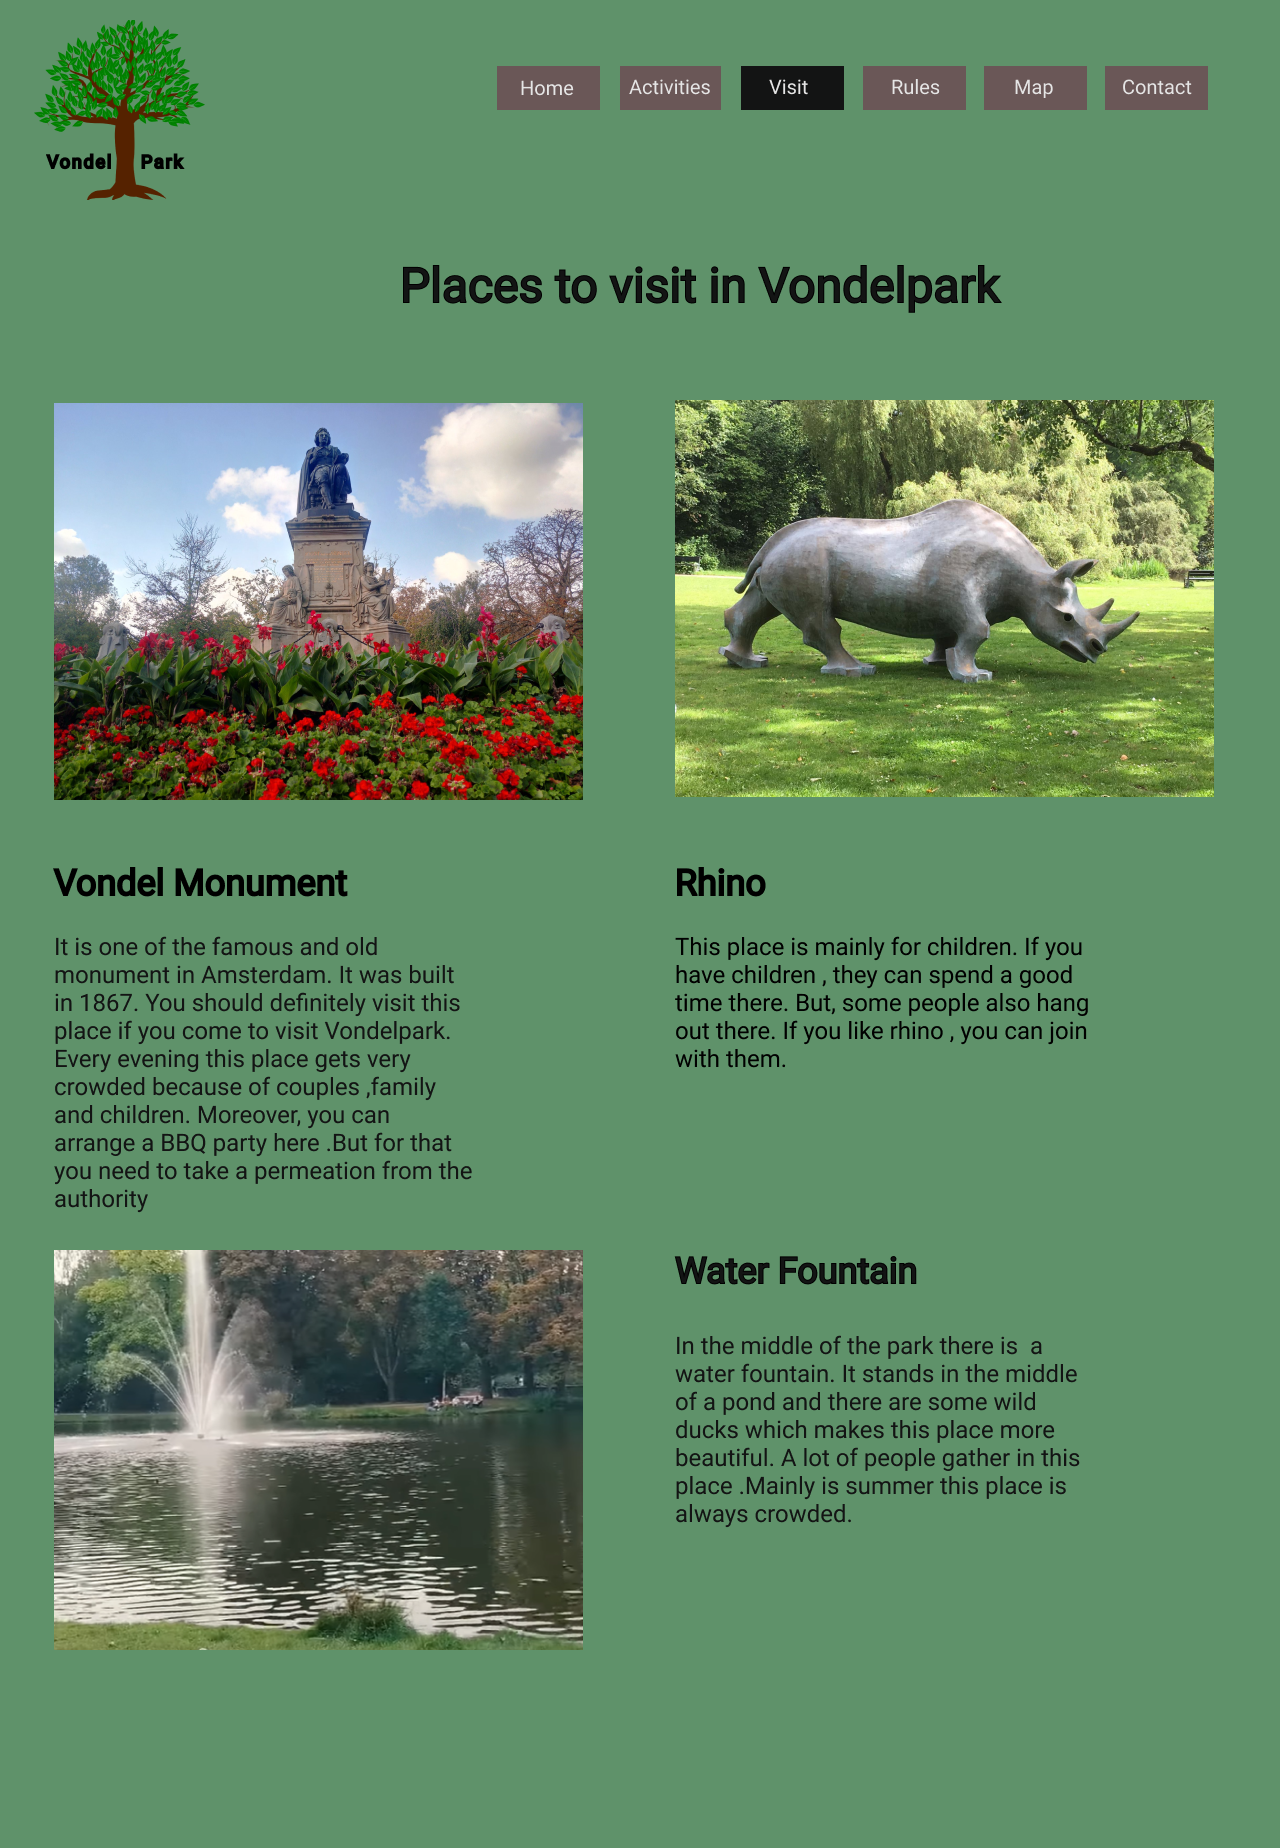 Vondel Park
Home
Activities
Visit
Rules
Map
Contact
Places to visit in Vondelpark
Vondel Monument
It is one of the famous and old
monument in Amsterdam. It was built
in 1867. You should definitely visit this
place if you come to visit Vondelpark.
Every evening this place gets very
crowded because of couples ,family
and children. Moreover, you can
arrange a BBQ party here .But for that
you need to take a permeation from the
authority
Rhino
This place is mainly for children. If you
have children , they can spend a good
time there. But, some people also hang
out there. If you like rhino , you can join
with them.
Water Fountain
In the middle of the park there is  a
water fountain. It stands in the middle
of a pond and there are some wild
ducks which makes this place more
beautiful. A lot of people gather in this
place .Mainly is summer this place is
always crowded.